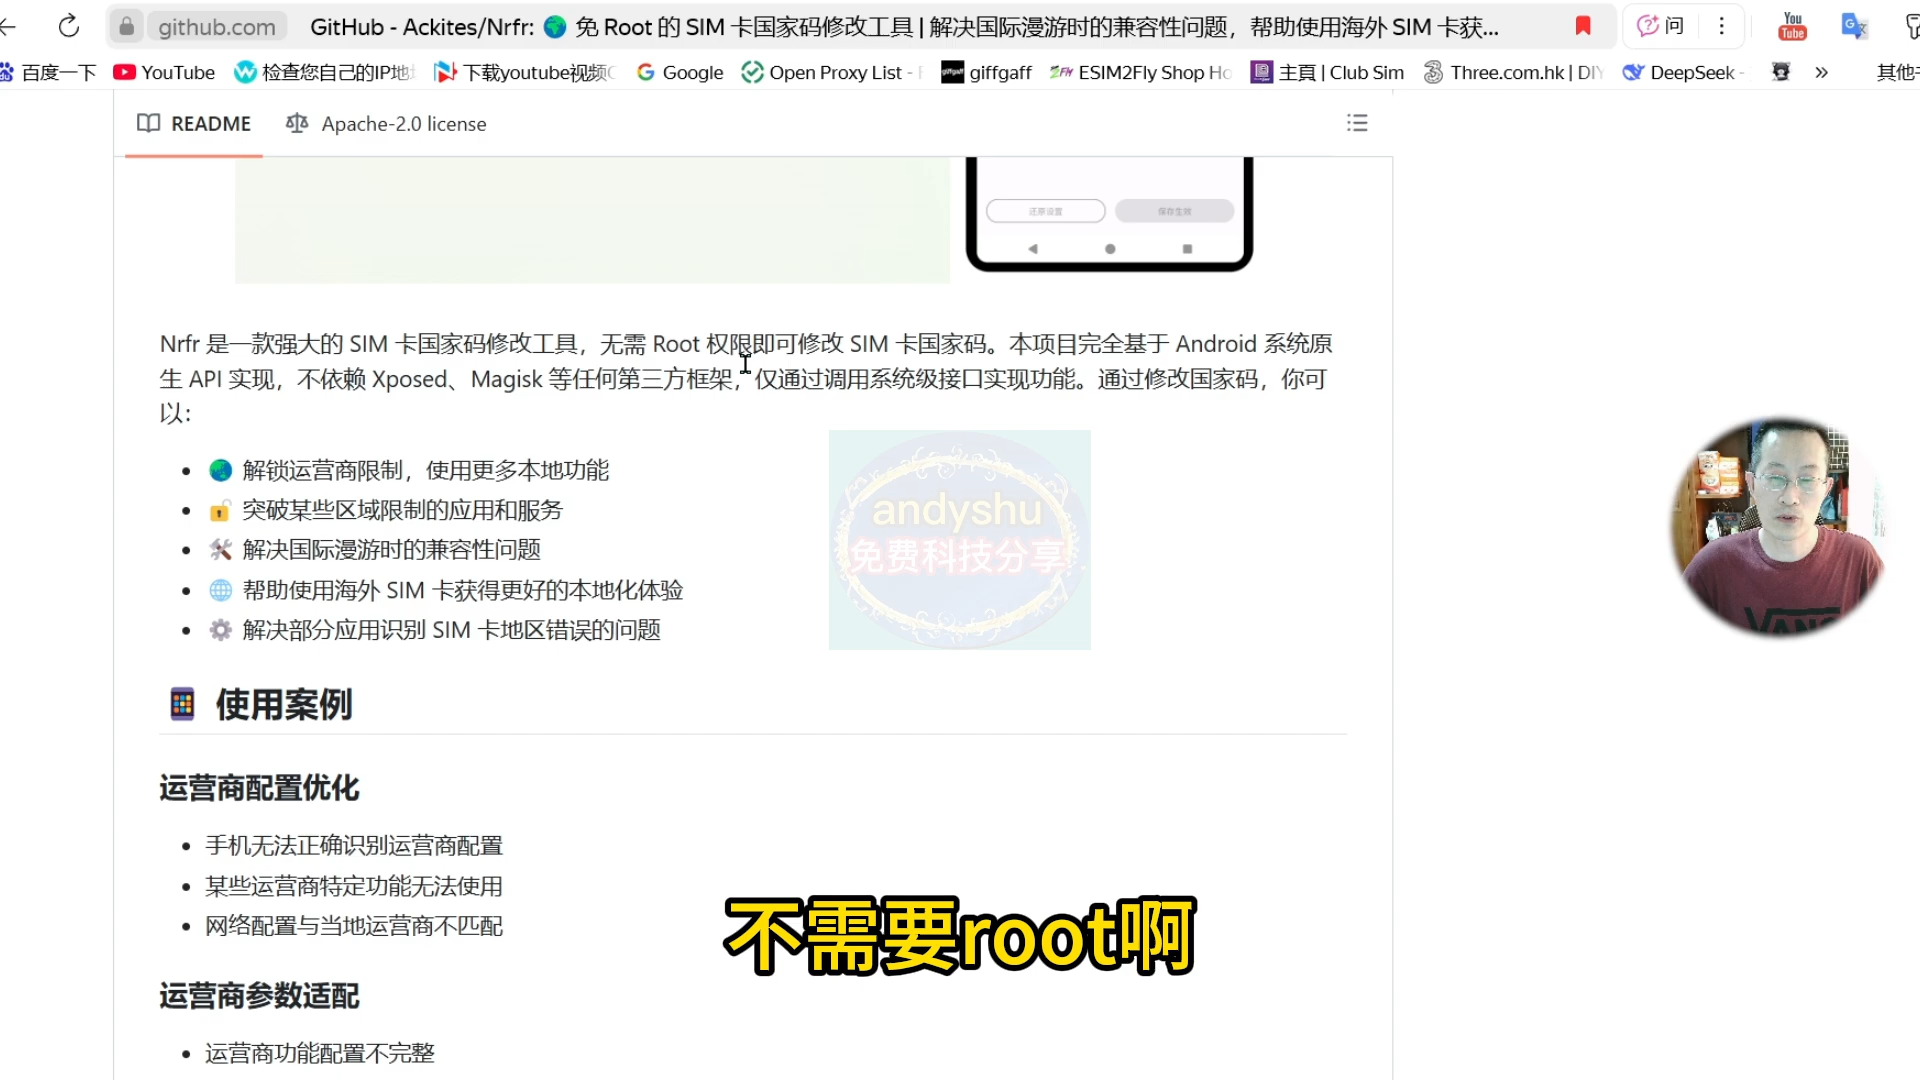 github.com GitHub - Ackites/Nrfr: 🌍 免 Root 的 SIM 卡国家码修改工具 | 解决国际漫游时的兼容性问题，帮助使用海外 SIM 卡获... 问 You Tube
百度一下 YouTube 检查您自己的IP地 下载youtube视频 Google Open Proxy List - giffgaff ESIM2Fly Shop 主頁 | Club Sim Three.com.hk | DIY DeepSeek - » 其他
README Apache-2.0 license
还原设置 保存生效
Nrfr 是一款强大的 SIM 卡国家码修改工具，无需 Root 权限即可修改 SIM 卡国家码。本项目完全基于 Android 系统原
生 API 实现，不依赖 Xposed、Magisk 等任何第三方框架，仅通过调用系统级接口实现功能。通过修改国家码，你可
以：
🌏 解锁运营商限制，使用更多本地功能
🔓 突破某些区域限制的应用和服务
🛠️ 解决国际漫游时的兼容性问题
🌐 帮助使用海外 SIM 卡获得更好的本地化体验
⚙️ 解决部分应用识别 SIM 卡地区错误的问题
andyshu
免费科技分享
📱 使用案例
运营商配置优化
手机无法正确识别运营商配置
某些运营商特定功能无法使用
网络配置与当地运营商不匹配
不需要root啊
运营商参数适配
运营商功能配置不完整